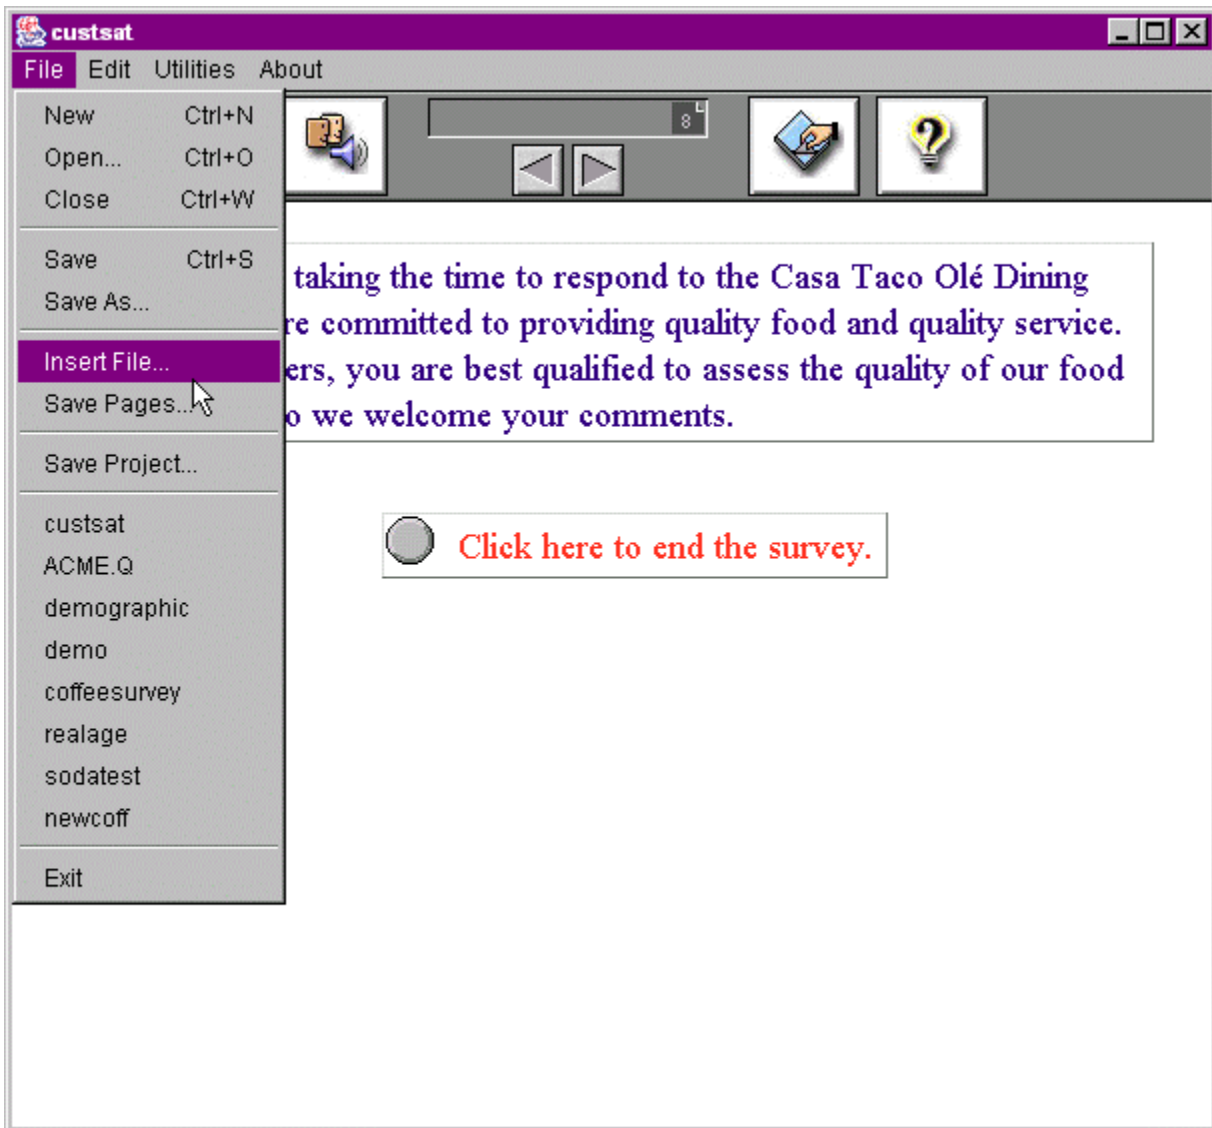 custsat
File Edit Utilities About
New Ctrl+N
Open... Ctrl+O
Close Ctrl+W
Save Ctrl+S
Save As...
Insert File...
Save Pages...
Save Project...
custsat
ACME.Q
demographic
demo
coffeesurvey
realage
sodatest
newcoff
Exit
8
taking the time to respond to the Casa Taco Olé Dining
re committed to providing quality food and quality service.
ers, you are best qualified to assess the quality of our food
o we welcome your comments.
Click here to end the survey.